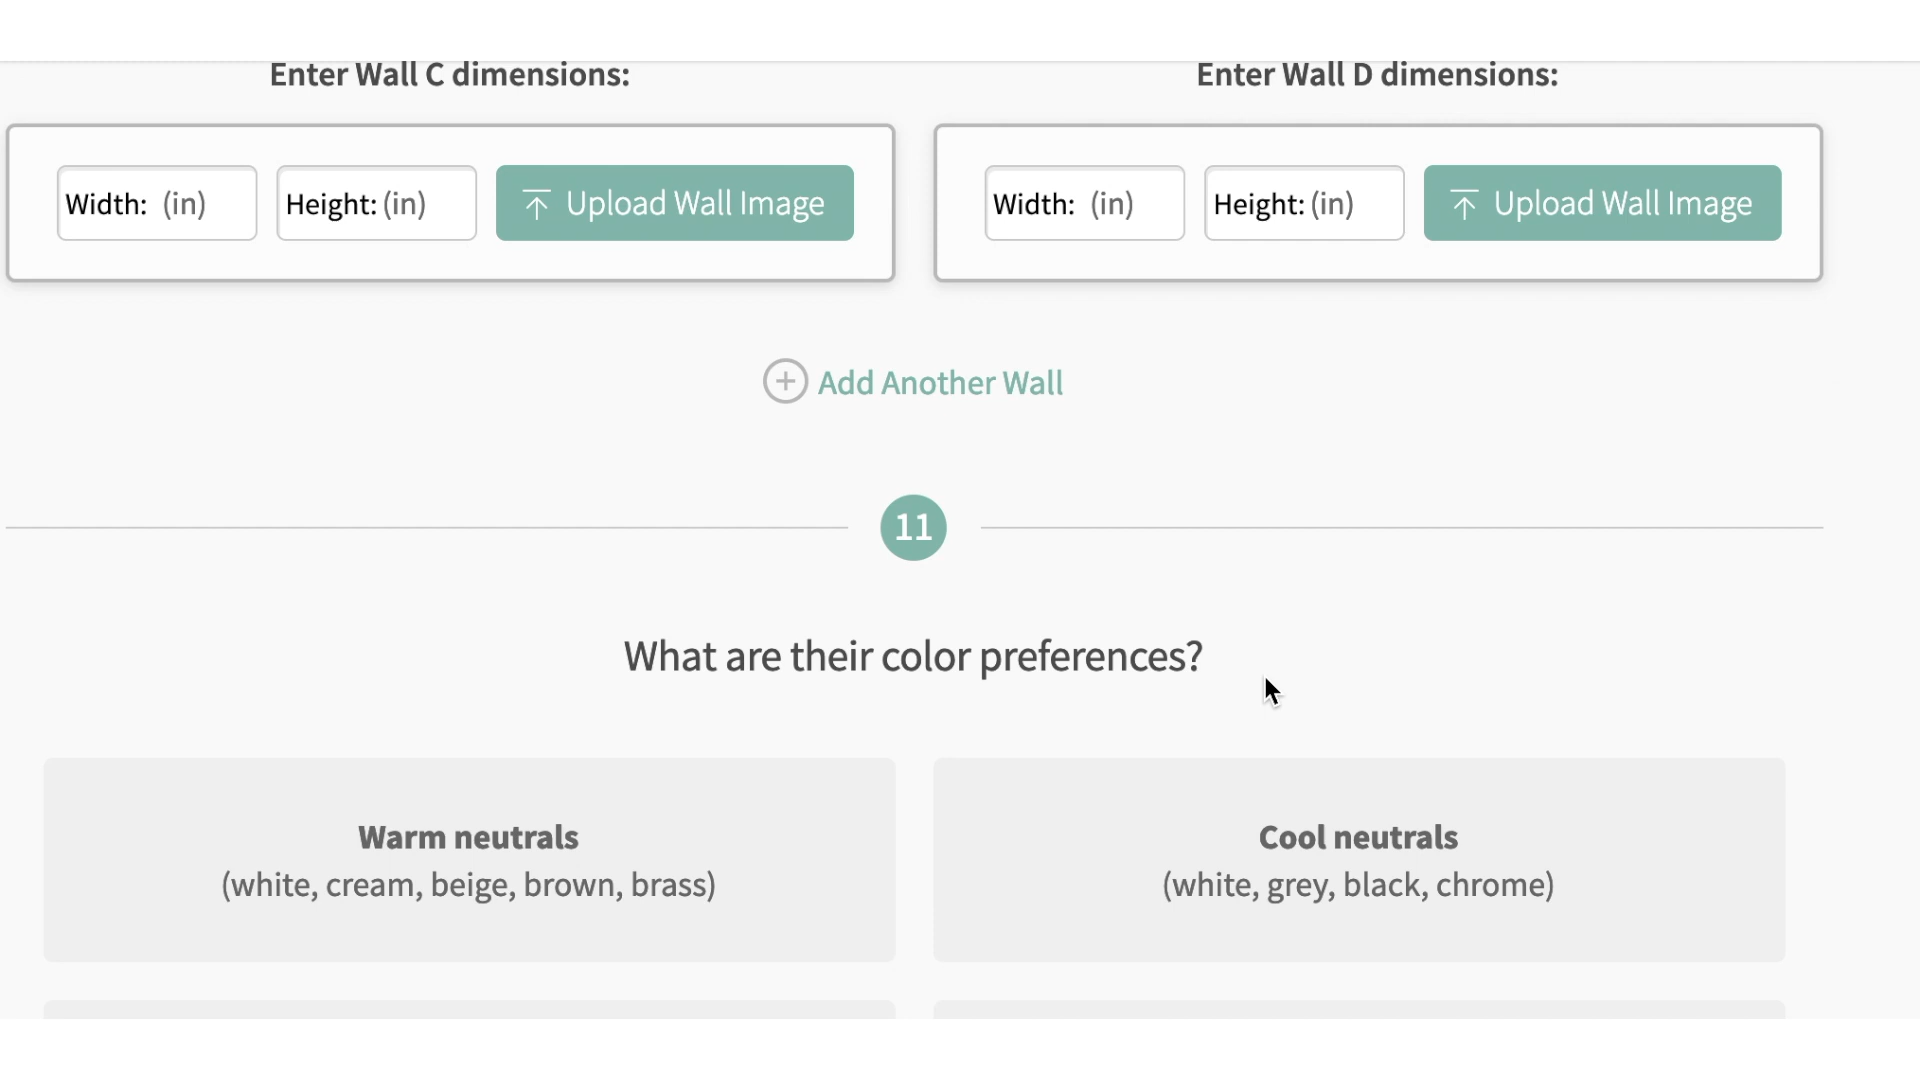 Enter Wall C dimensions:
Enter Wall D dimensions:
Width: (in)
Height: (in)
Upload Wall Image
Width: (in)
Height: (in)
Upload Wall Image
Add Another Wall
11
What are their color preferences?
Warm neutrals
(white, cream, beige, brown, brass)
Cool neutrals
(white, grey, black, chrome)